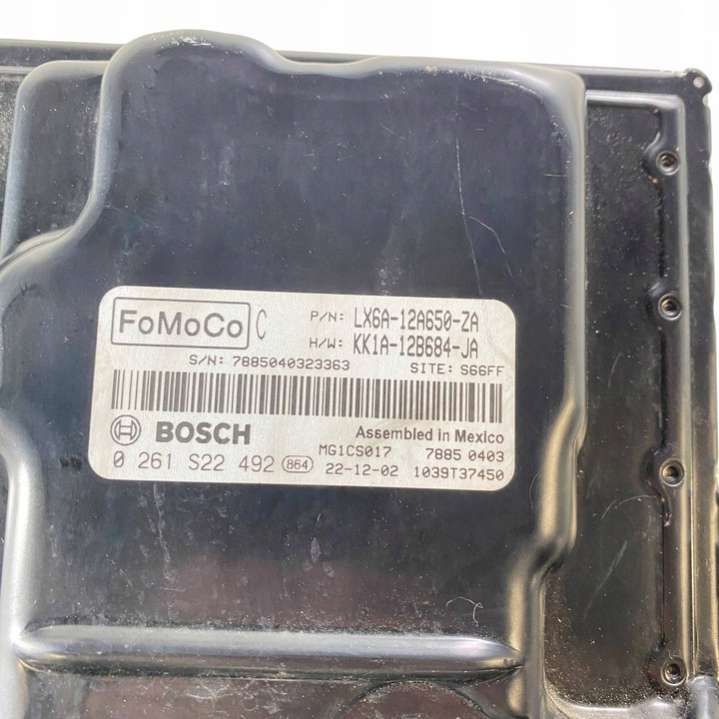 FoMoCo C P/N: LX6A-12A650-ZA
H/W: KK1A-12B684-JA
S/N: 7885040323363 SITE: S66FF
BOSCH Assembled in Mexico
MG1CS017 7885 0403
0 261 S22 492 864 22-12-02 1039T37450